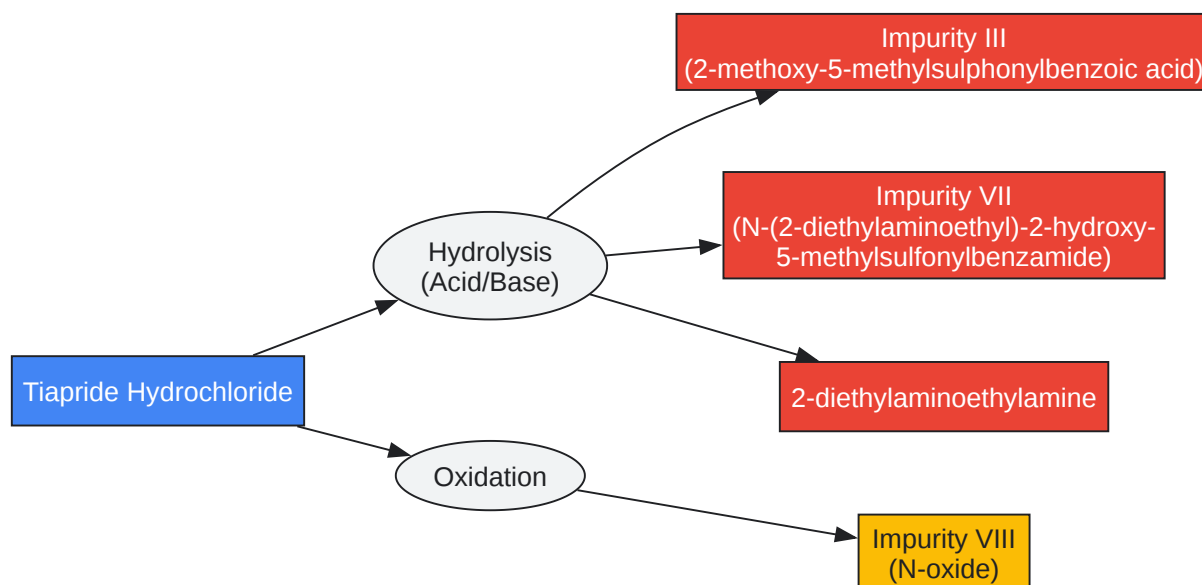 Impurity III
(2-methoxy-5-methylsulphonylbenzoic acid)
Impurity VII
(N-(2-diethylaminoethyl)-2-hydroxy-
5-methylsulfonylbenzamide)
Hydrolysis
(Acid/Base)
Tiapride Hydrochloride
2-diethylaminoethylamine
Oxidation
Impurity VIII
(N-oxide)